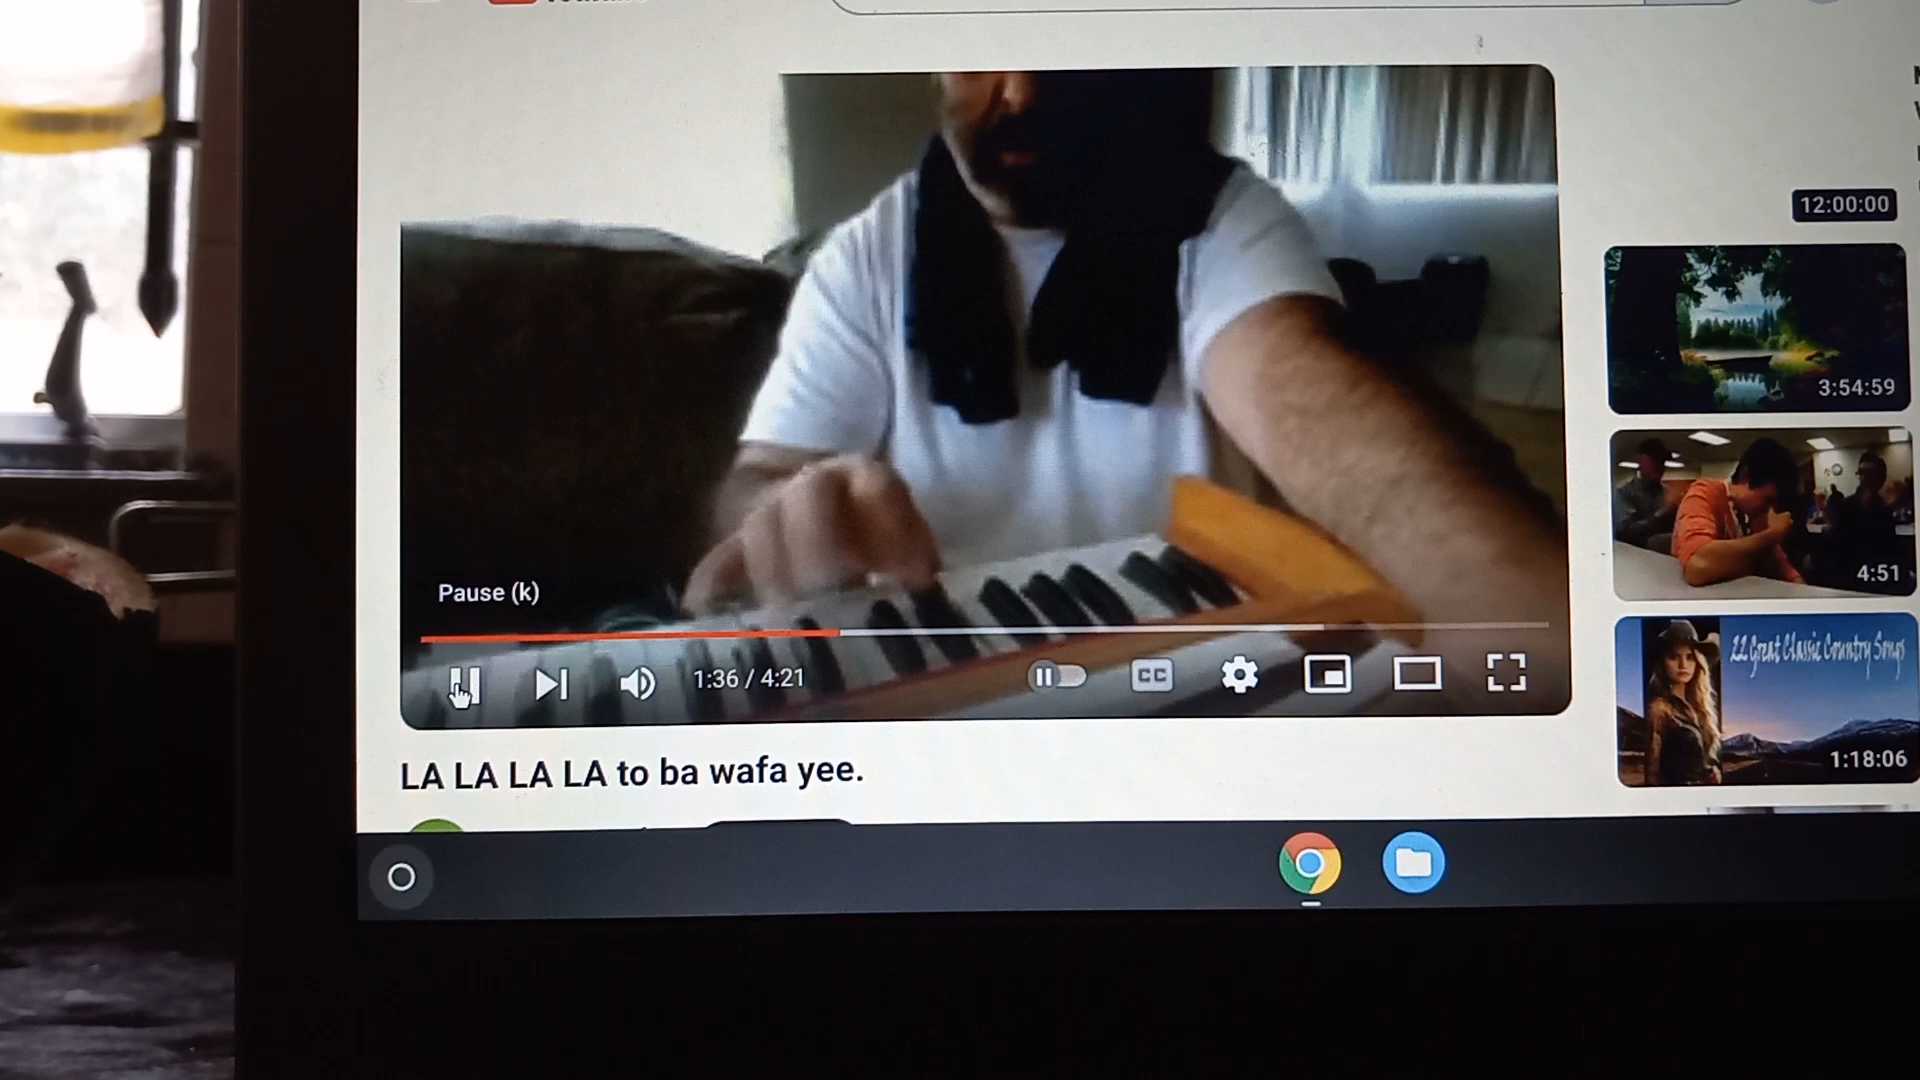 12:00:00
3:54:59
4:51
22 Great Classic Country Songs
1:18:06
Pause (k)
1:36 / 4:21
CC
LA LA LA LA to ba wafa yee.